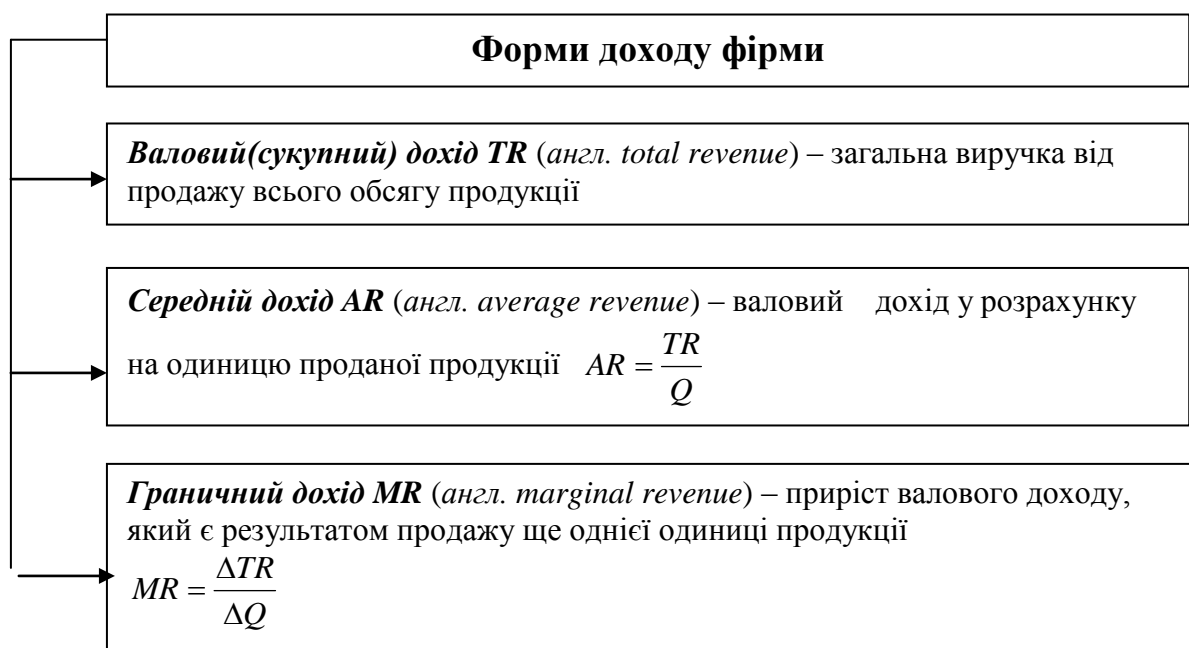 Форми доходу фірми
Валовий(сукупний) дохід TR (англ. total revenue) – загальна виручка від
продажу всього обсягу продукції
Середній дохід AR (англ. average revenue) – валовий дохід у розрахунку
на одиницю проданої продукції AR = TR/Q
Граничний дохід MR (англ. marginal revenue) – приріст валового доходу,
який є результатом продажу ще однієї одиниці продукції
MR = ΔTR/ΔQ